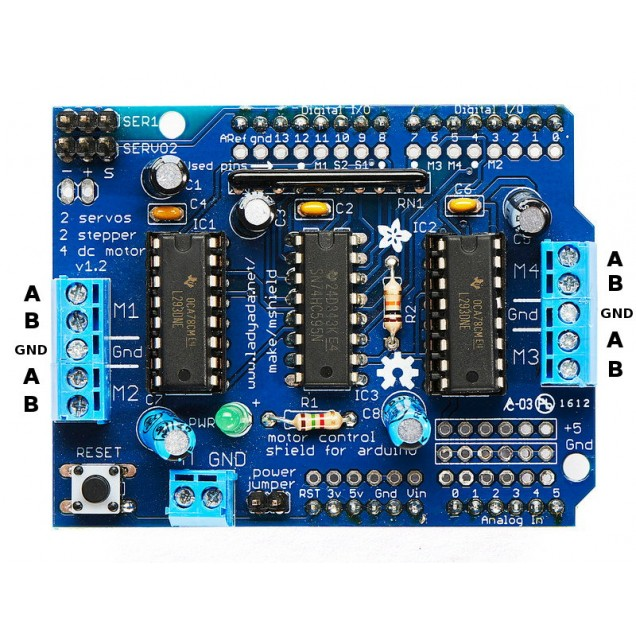 Digital I/O Digital I/O
SER1
SERVO2
ARef gnd 13 12 11 10 9 8 7 6 5 4 3 2 1 0
Used pins M1 S2 S1 M3 M4 M2
- + S
C1
C4
C3
C2
RN1
C6
IC1
IC2
2 servos
2 stepper
4 dc motor
v1.2
A
B
GND
A
B
M1
Gnd
M2
L293DNE
www.ladyada.net/
make/mshield
SN74HC595N
R2
L293DNE
M4
Gnd
M3
A
B
GND
A
B
IC3
C7
PWR
+
R1
C8
1612
motor control
shield for arduino
+5
Gnd
RESET
GND
power
jumper
RST 3v 5v Gnd Vin
0 1 2 3 4 5
Analog In